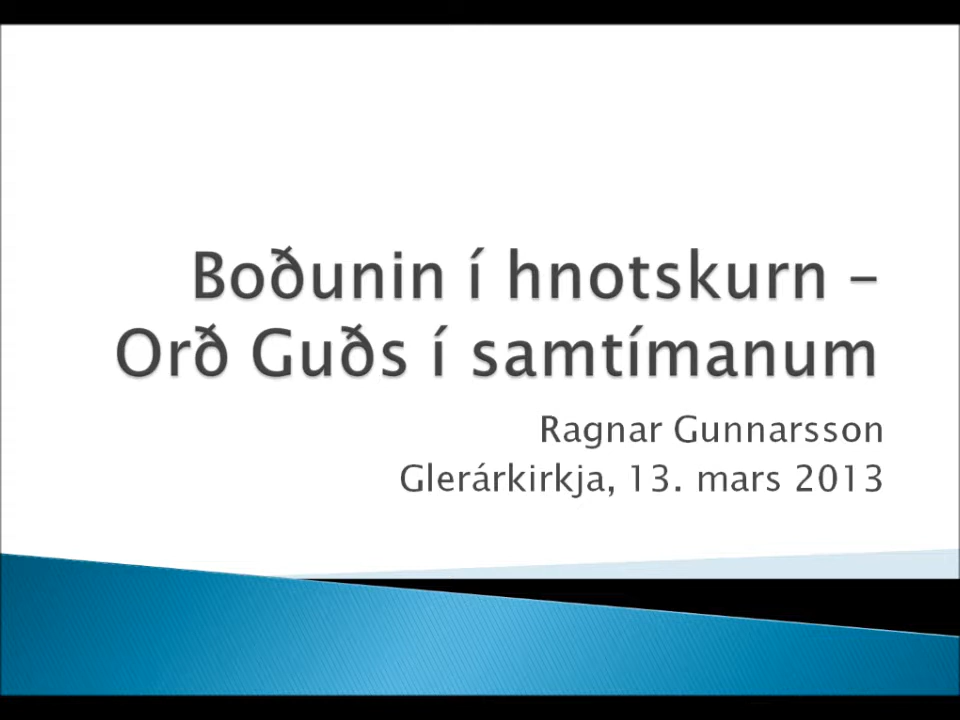 Boðunin í hnotskurn –
Orð Guðs í samtímanum
Ragnar Gunnarsson
Glerárkirkja, 13. mars 2013